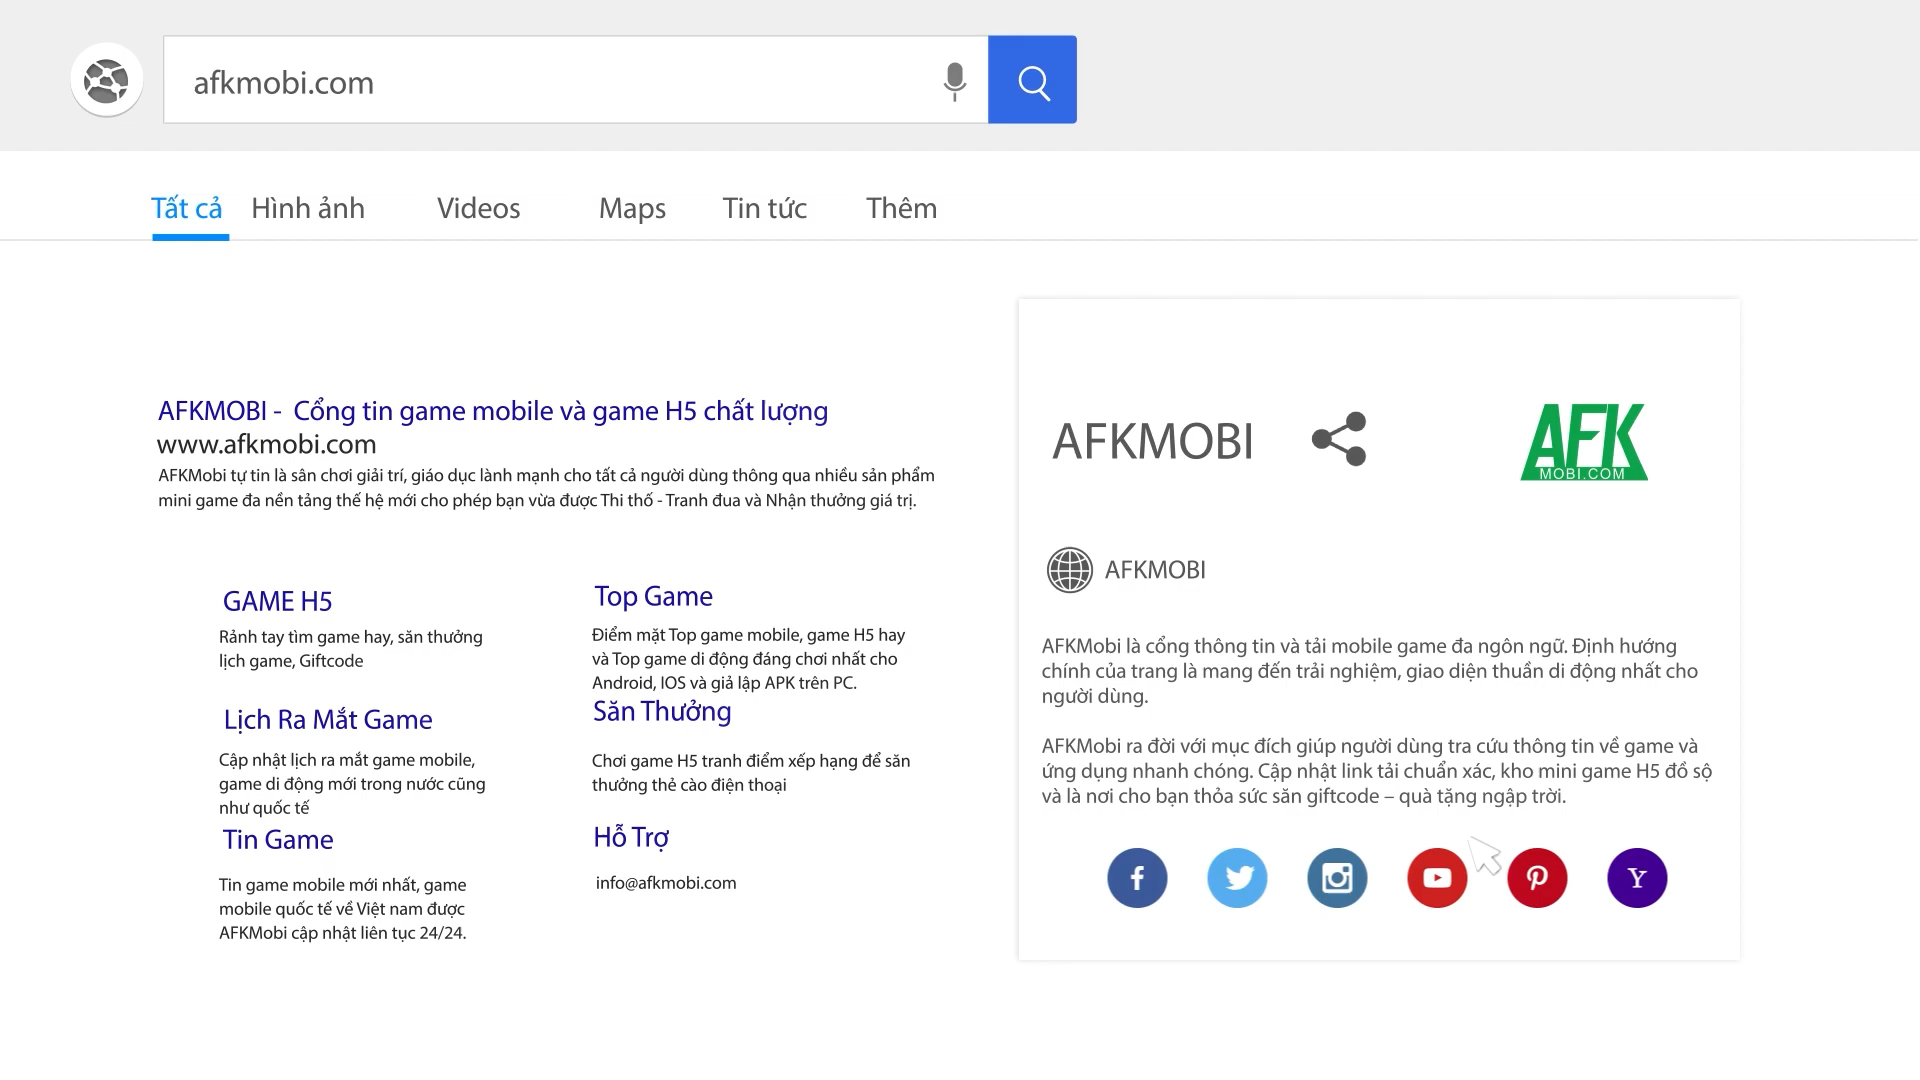 afkmobi.com
Tất cả
Hình ảnh
Videos
Maps
Tin tức
Thêm
AFKMOBI - Cổng tin game mobile và game H5 chất lượng
www.afkmobi.com
AFKMobi tự tin là sân chơi giải trí, giáo dục lành mạnh cho tất cả người dùng thông qua nhiều sản phẩm
mini game đa nền tảng thế hệ mới cho phép bạn vừa được Thi thố - Tranh đua và Nhận thưởng giá trị.
GAME H5
Rảnh tay tìm game hay, săn thưởng
lịch game, Giftcode
Lịch Ra Mắt Game
Cập nhật lịch ra mắt game mobile,
game di động mới trong nước cũng
như quốc tế
Tin Game
Tin game mobile mới nhất, game
mobile quốc tế về Việt nam được
AFKMobi cập nhật liên tục 24/24.
Top Game
Điểm mặt Top game mobile, game H5 hay
và Top game di động đáng chơi nhất cho
Android, IOS và giả lập APK trên PC.
Săn Thưởng
Chơi game H5 tranh điểm xếp hạng để săn
thưởng thẻ cào điện thoại
Hỗ Trợ
info@afkmobi.com
AFKMOBI
AFK
MOBI.COM
AFKMOBI
AFKMobi là cổng thông tin và tải mobile game đa ngôn ngữ. Định hướng
chính của trang là mang đến trải nghiệm, giao diện thuần di động nhất cho
người dùng.
AFKMobi ra đời với mục đích giúp người dùng tra cứu thông tin về game và
ứng dụng nhanh chóng. Cập nhật link tải chuẩn xác, kho mini game H5 đồ sộ
và là nơi cho bạn thỏa sức săn giftcode – quà tặng ngập trời.